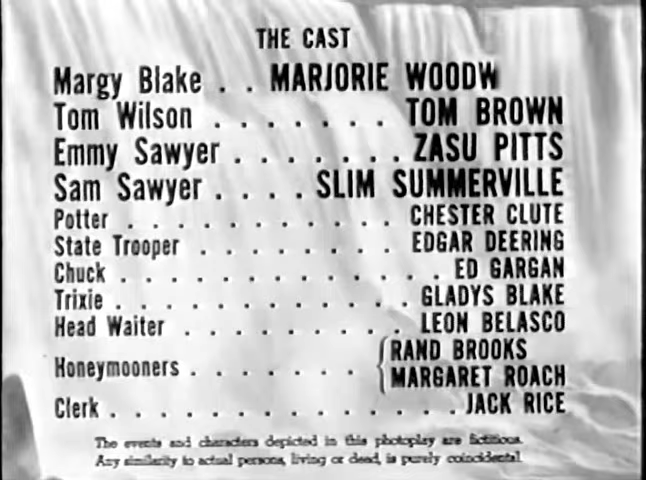 THE CAST
Margy Blake . . MARJORIE WOODW
Tom Wilson . . . . . . . TOM BROWN
Emmy Sawyer . . . . . . . ZASU PITTS
Sam Sawyer . . . . SLIM SUMMERVILLE
Potter . . . . . . . . . . . . CHESTER CLUTE
State Trooper . . . . . . . . EDGAR DEERING
Chuck . . . . . . . . . . . . . . ED GARGAN
Trixie . . . . . . . . . . . . . GLADYS BLAKE
Head Waiter . . . . . . . . . . LEON BELASCO
Honeymooners . . . . . . . { RAND BROOKS
MARGARET ROACH
Clerk . . . . . . . . . . . . . . . JACK RICE
The events and characters depicted in this photoplay are fictitious.
Any similarity to actual persons, living or dead, is purely coincidental.